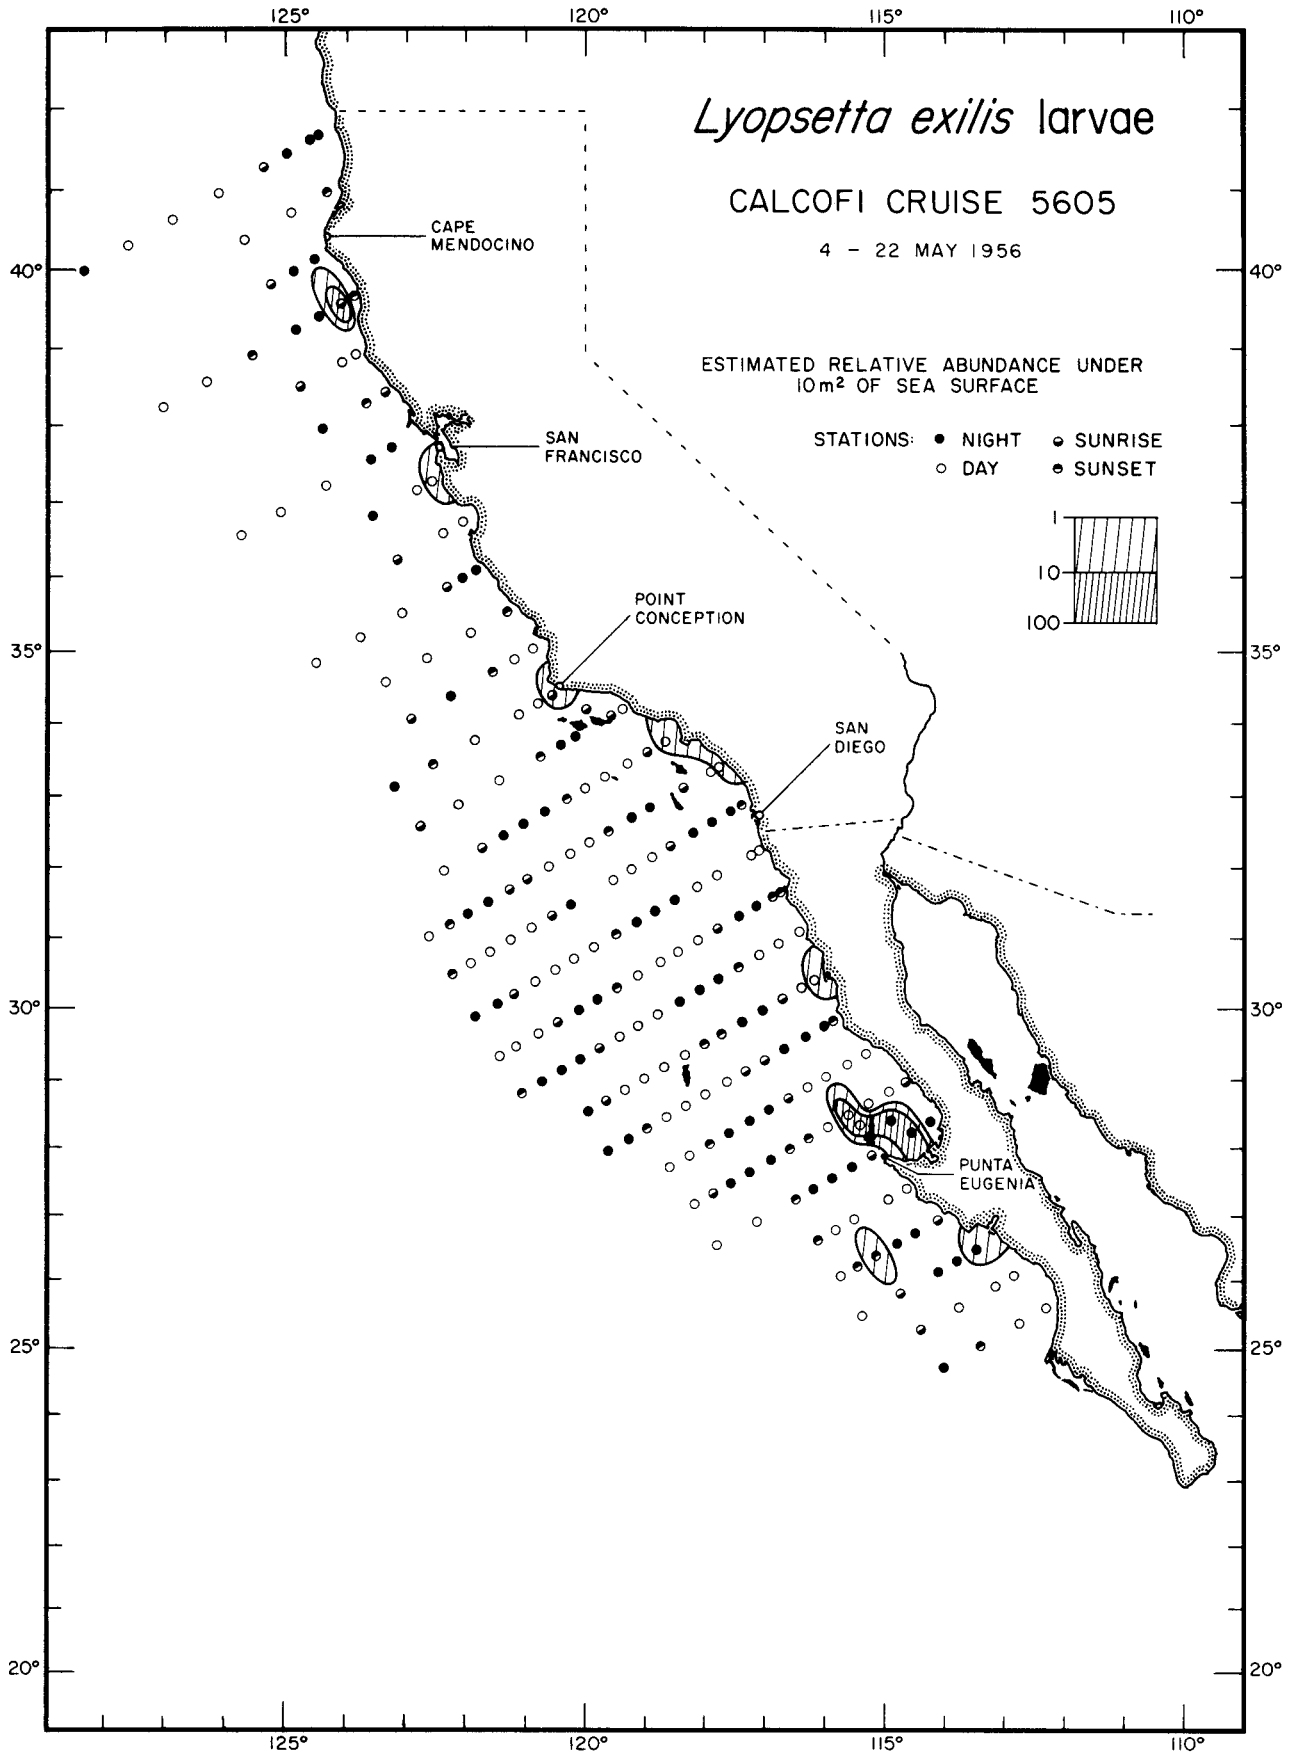 125°
120°
115°
110°
Lyopsetta exilis larvae
CALCOFI CRUISE 5605
4 – 22 MAY 1956
CAPE
MENDOCINO
40°
40°
ESTIMATED RELATIVE ABUNDANCE UNDER
10m² OF SEA SURFACE
STATIONS: NIGHT SUNRISE
DAY SUNSET
SAN
FRANCISCO
1
10
100
POINT
CONCEPTION
35°
35°
SAN
DIEGO
30°
30°
PUNTA
EUGENIA
25°
25°
20°
20°
125°
120°
115°
110°